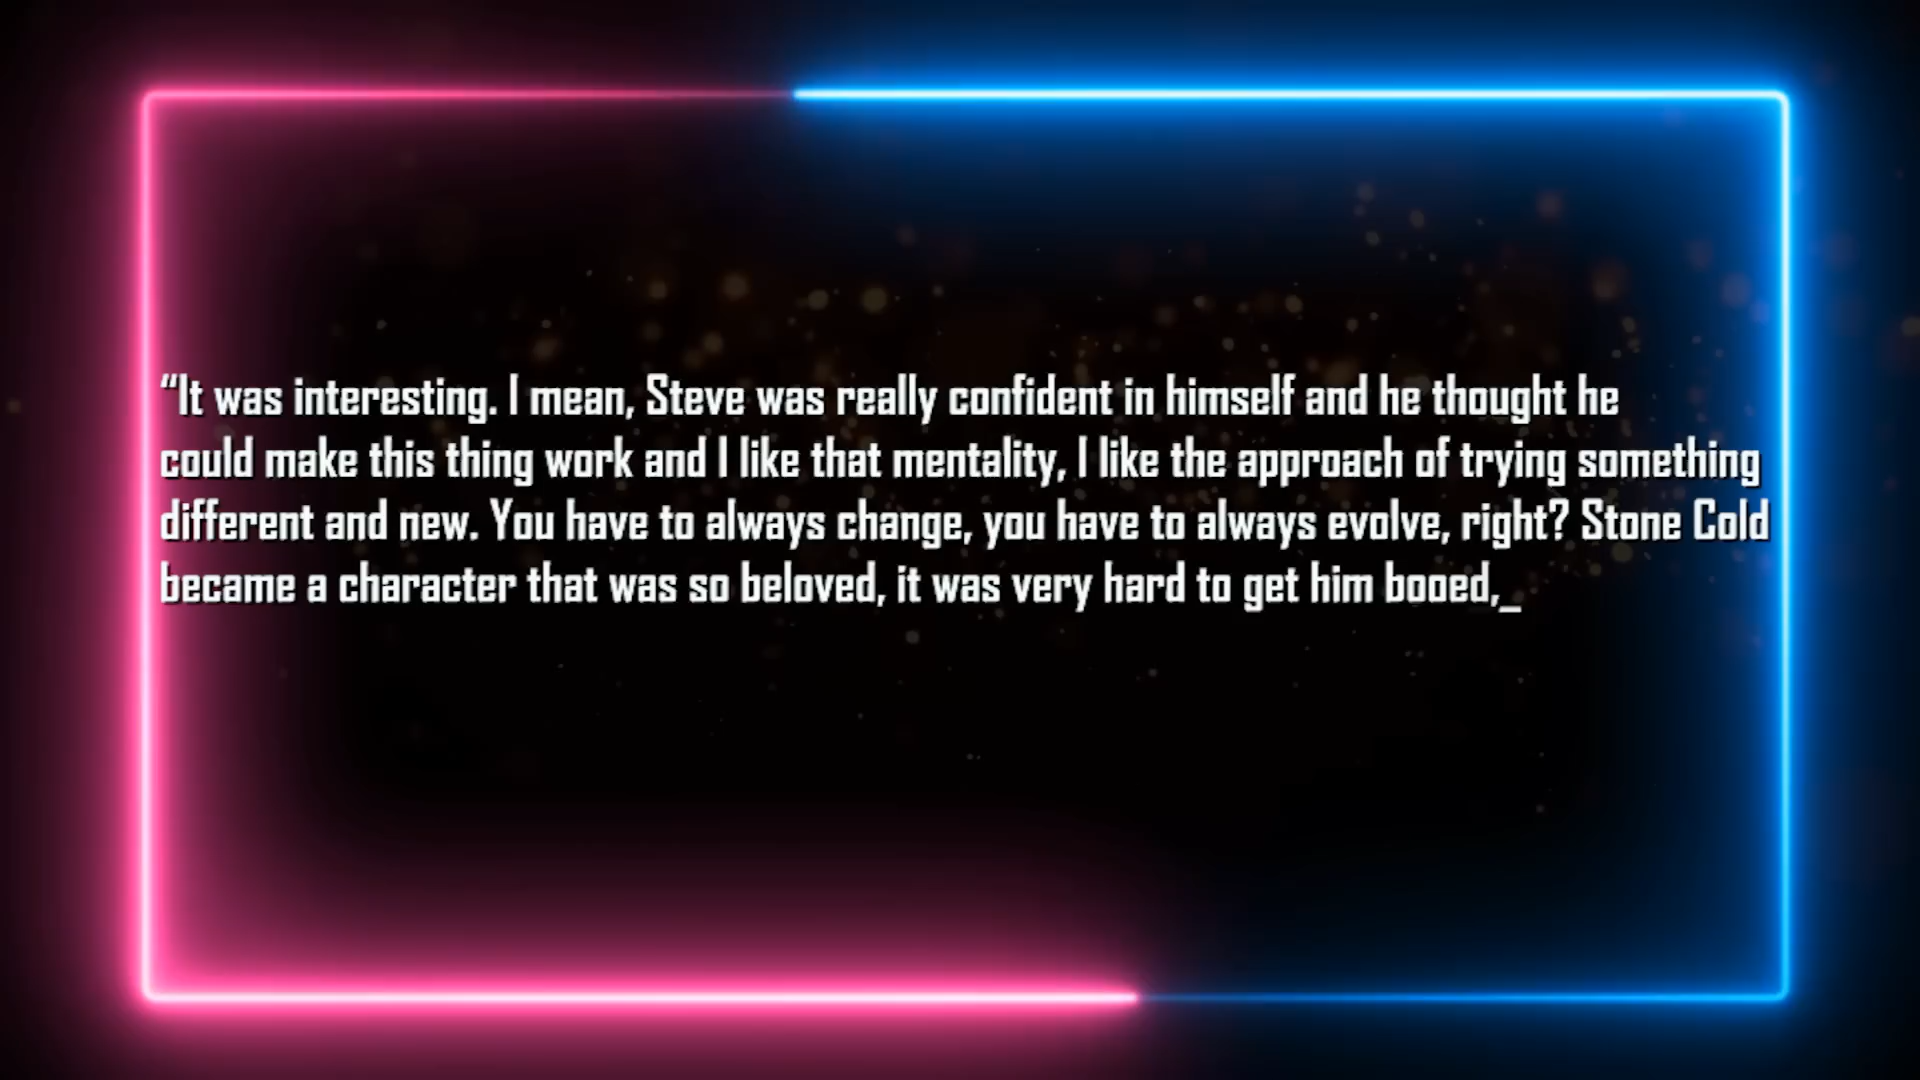 “It was interesting. I mean, Steve was really confident in himself and he thought he
could make this thing work and I like that mentality, I like the approach of trying something
different and new. You have to always change, you have to always evolve, right? Stone Cold
became a character that was so beloved, it was very hard to get him booed,_